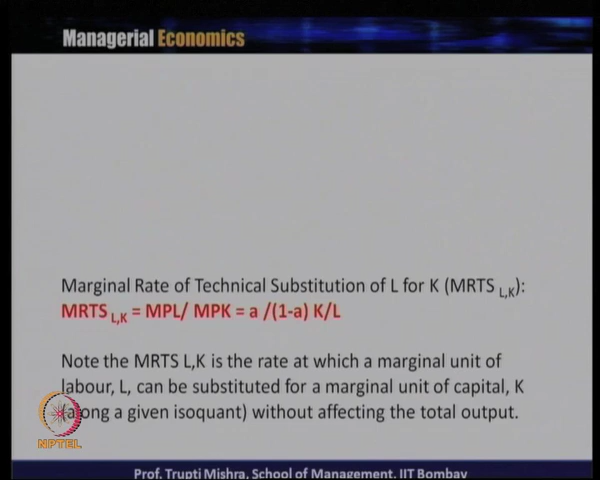 Managerial Economics
Marginal Rate of Technical Substitution of L for K (MRTS L,K):
MRTS L,K = MPL/ MPK = a /(1-a) K/L
Note the MRTS L,K is the rate at which a marginal unit of
labour, L, can be substituted for a marginal unit of capital, K
(along a given isoquant) without affecting the total output.
NPTEL
Prof. Trupti Mishra, School of Management, IIT Bombay